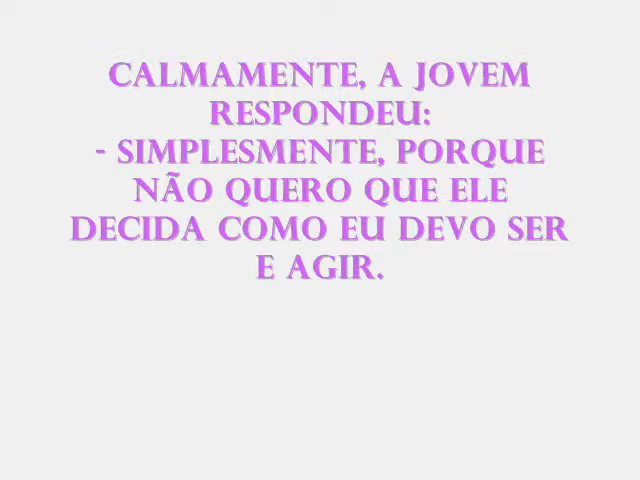 CALMAMENTE, A JOVEM
RESPONDEU:
- SIMPLESMENTE, PORQUE
NÃO QUERO QUE ELE
DECIDA COMO EU DEVO SER
E AGIR.